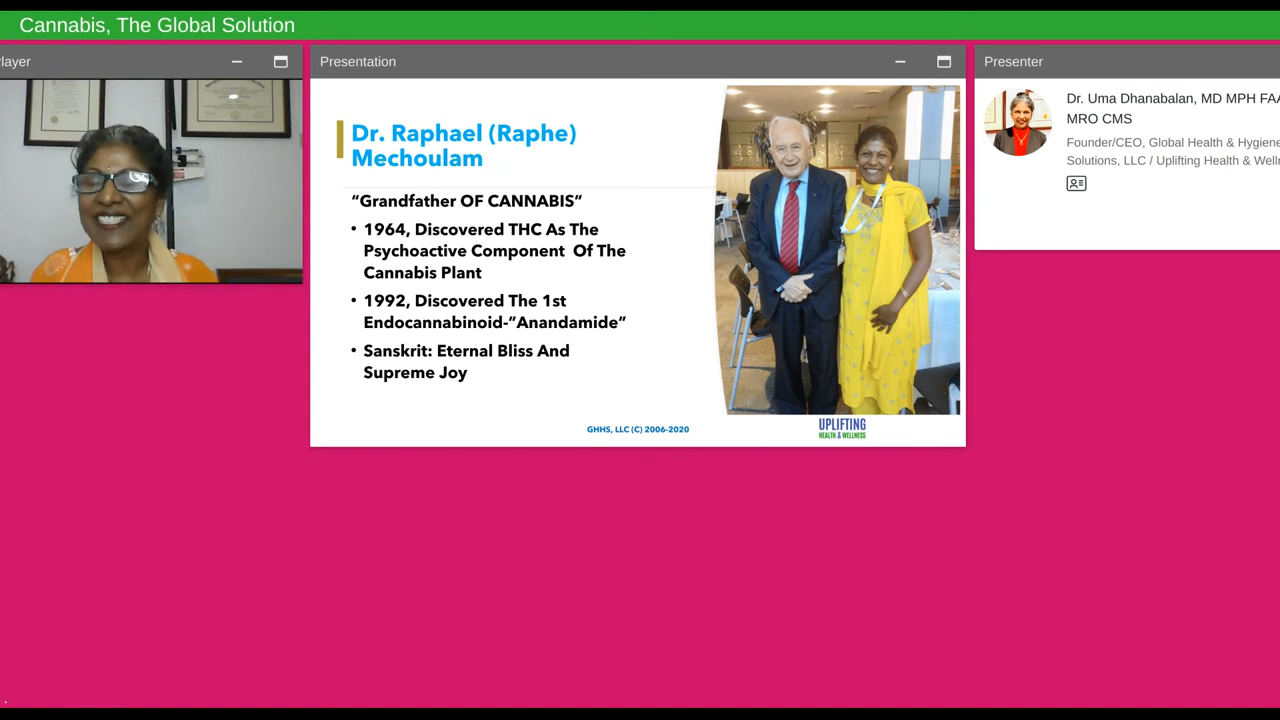 Cannabis, The Global Solution
layer
Presentation
Presenter
Dr. Raphael (Raphe)
Mechoulam
“Grandfather OF CANNABIS”
• 1964, Discovered THC As The
Psychoactive Component Of The
Cannabis Plant
• 1992, Discovered The 1st
Endocannabinoid-”Anandamide”
• Sanskrit: Eternal Bliss And
Supreme Joy
GHHS, LLC (C) 2006-2020
UPLIFTING
HEALTH & WELLNESS
Dr. Uma Dhanabalan, MD MPH FAA
MRO CMS
Founder/CEO, Global Health & Hygiene
Solutions, LLC / Uplifting Health & Well